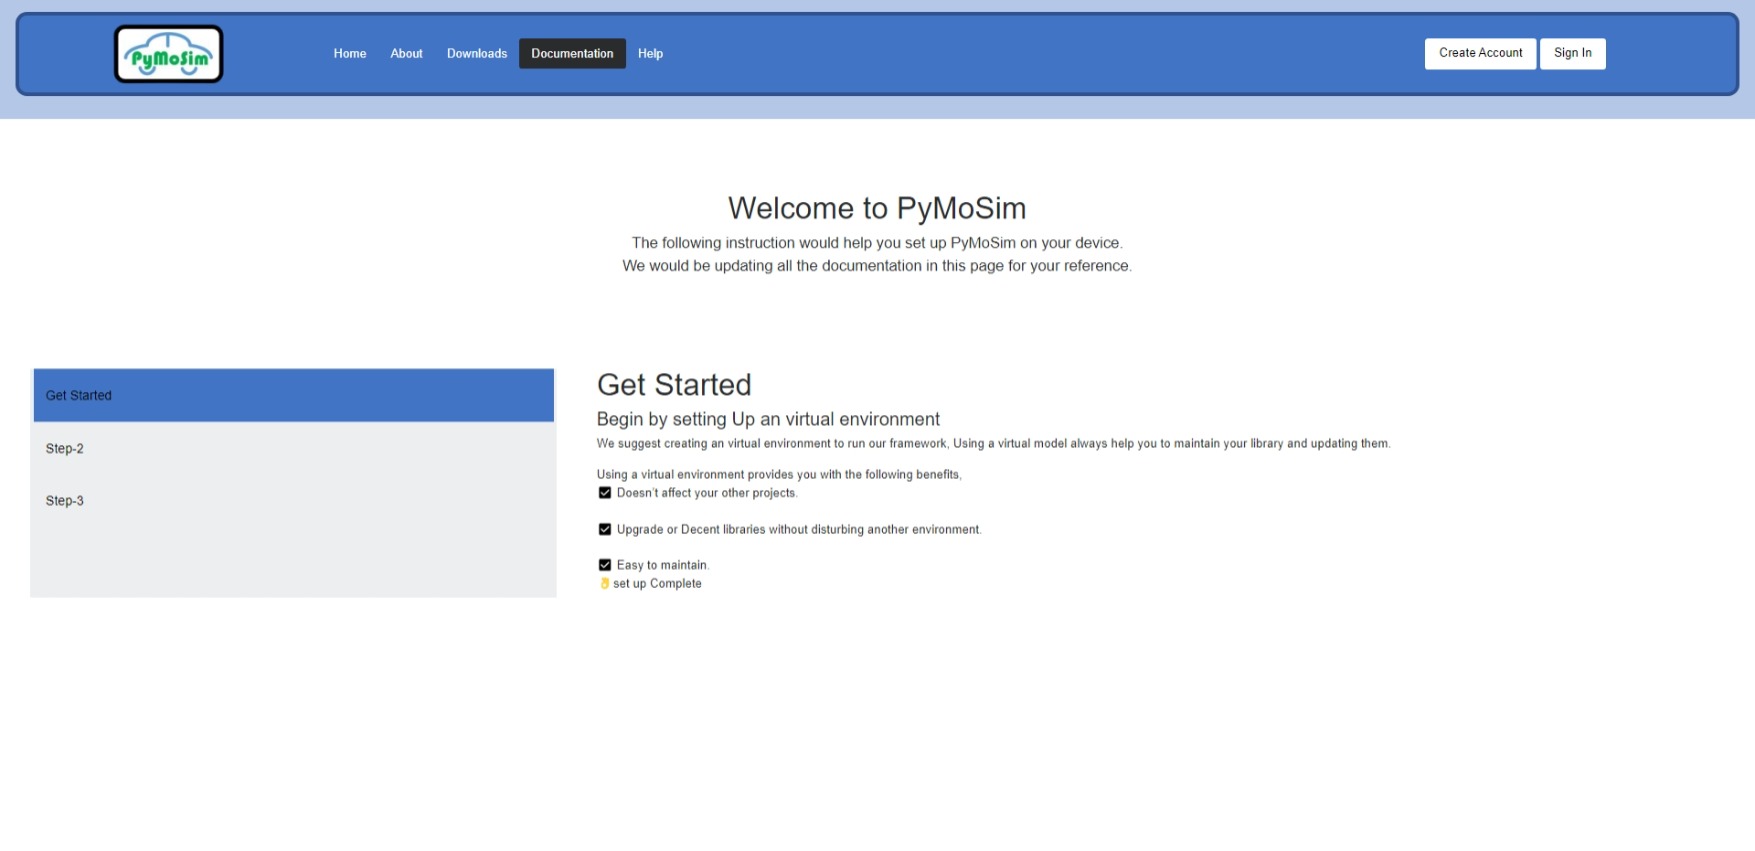 PyMoSim
Home
About
Downloads
Documentation
Help
Create Account
Sign In
Welcome to PyMoSim
The following instruction would help you set up PyMoSim on your device.
We would be updating all the documentation in this page for your reference.
Get Started
Step-2
Step-3
Get Started
Begin by setting Up an virtual environment
We suggest creating an virtual environment to run our framework, Using a virtual model always help you to maintain your library and updating them.
Using a virtual environment provides you with the following benefits,
Doesn't affect your other projects.
Upgrade or Decent libraries without disturbing another environment.
Easy to maintain.
set up Complete